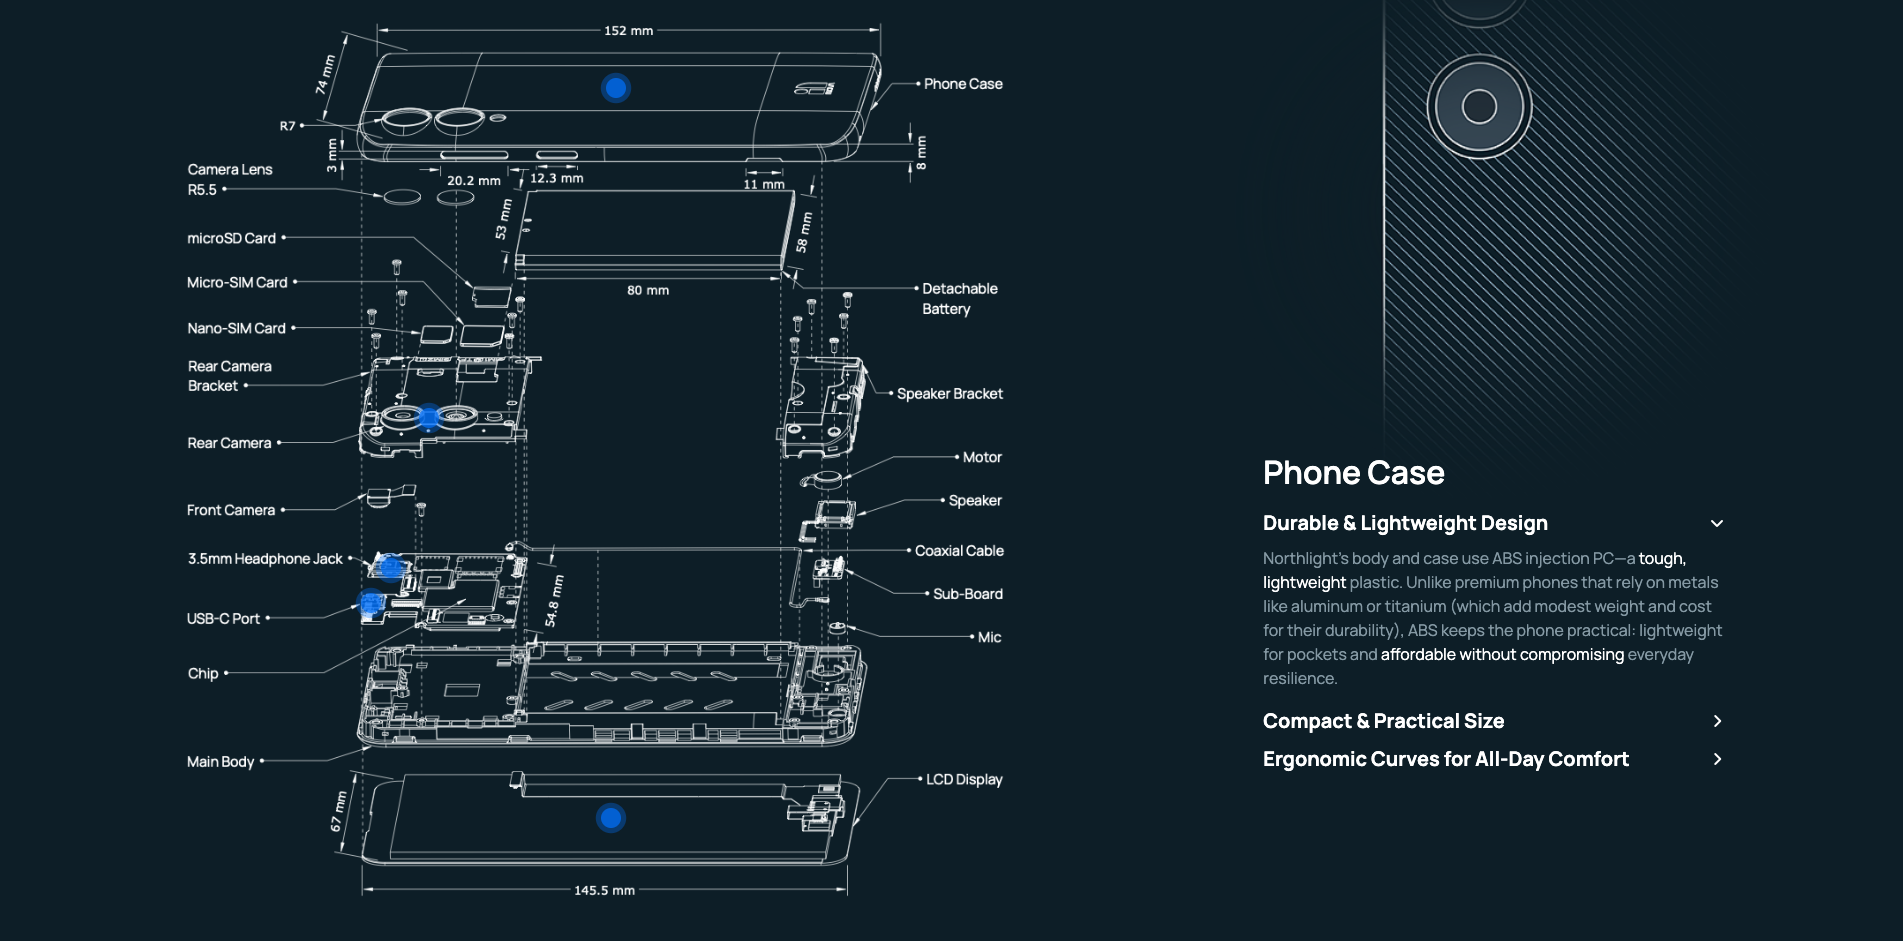 152 mm
74 mm
Phone Case
R7
3 mm
8 mm
Camera Lens
R5.5
20.2 mm
12.3 mm
11 mm
53 mm
58 mm
microSD Card
Micro-SIM Card
80 mm
Detachable
Battery
Nano-SIM Card
Rear Camera
Bracket
Speaker Bracket
Rear Camera
Motor
Speaker
Front Camera
Coaxial Cable
3.5mm Headphone Jack
54.8 mm
Sub-Board
USB-C Port
Mic
Chip
Main Body
LCD Display
67 mm
145.5 mm
Phone Case
Durable & Lightweight Design
Northlight's body and case use ABS injection PC—a tough,
lightweight plastic. Unlike premium phones that rely on metals
like aluminum or titanium (which add modest weight and cost
for their durability), ABS keeps the phone practical: lightweight
for pockets and affordable without compromising everyday
resilience.
Compact & Practical Size
Ergonomic Curves for All-Day Comfort